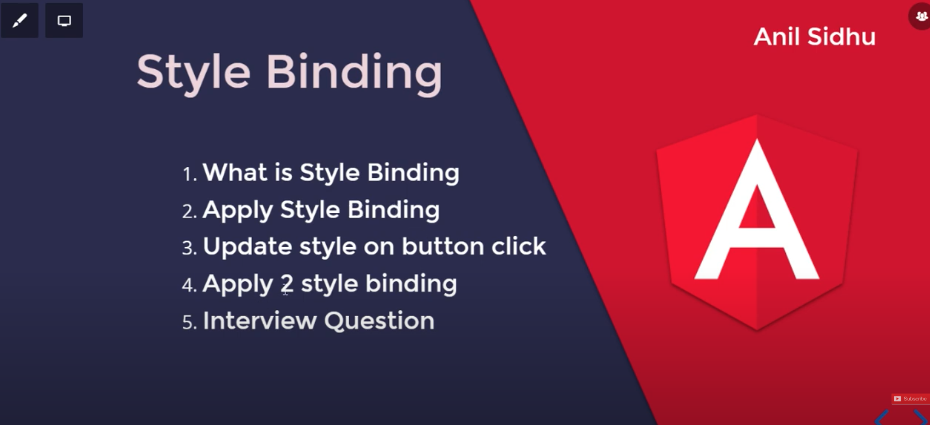 Anil Sidhu
Style Binding
1. What is Style Binding
2. Apply Style Binding
3. Update style on button click
4. Apply 2 style binding
5. Interview Question
Subscribe